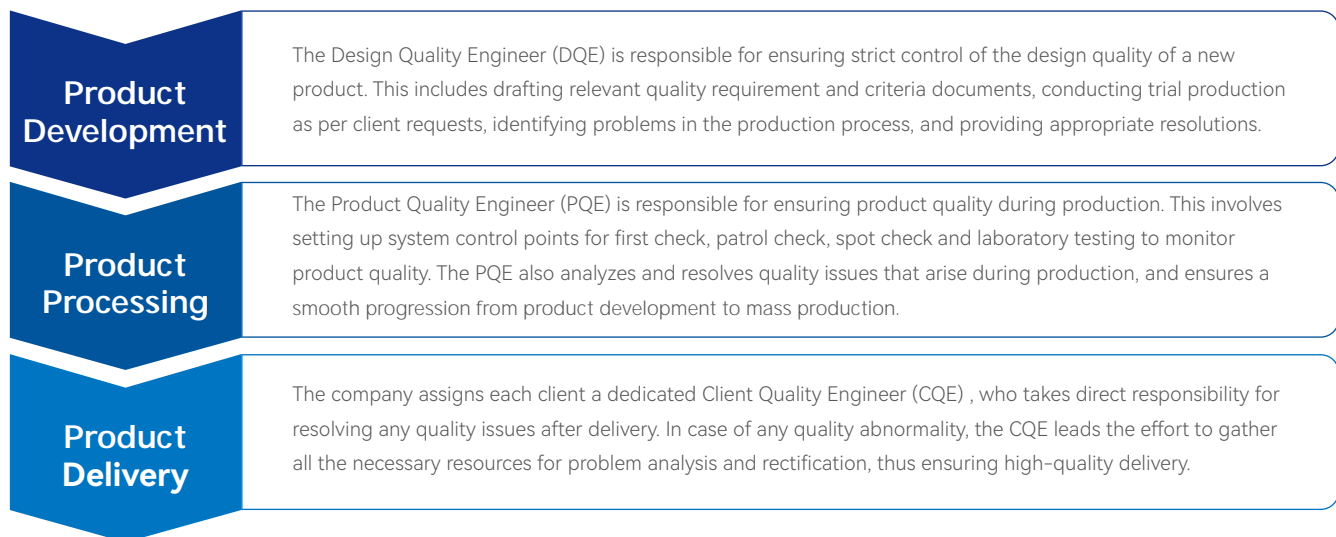 Product
Development
The Design Quality Engineer (DQE) is responsible for ensuring strict control of the design quality of a new
product. This includes drafting relevant quality requirement and criteria documents, conducting trial production
as per client requests, identifying problems in the production process, and providing appropriate resolutions.
Product
Processing
The Product Quality Engineer (PQE) is responsible for ensuring product quality during production. This involves
setting up system control points for first check, patrol check, spot check and laboratory testing to monitor
product quality. The PQE also analyzes and resolves quality issues that arise during production, and ensures a
smooth progression from product development to mass production.
Product
Delivery
The company assigns each client a dedicated Client Quality Engineer (CQE) , who takes direct responsibility for
resolving any quality issues after delivery. In case of any quality abnormality, the CQE leads the effort to gather
all the necessary resources for problem analysis and rectification, thus ensuring high-quality delivery.